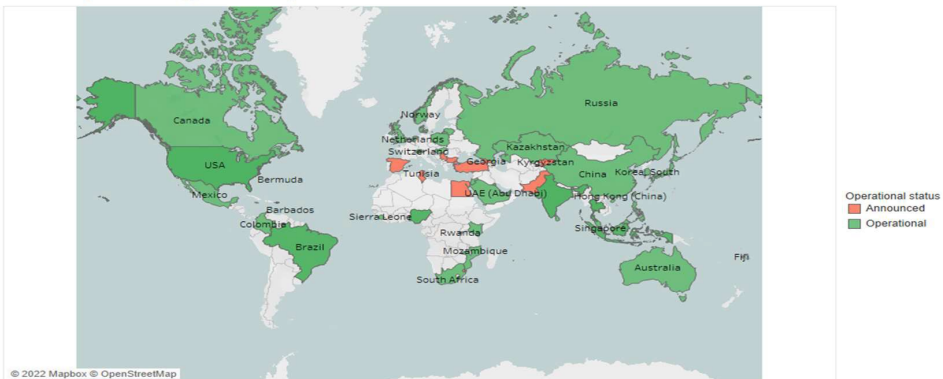 Norway
Russia
Canada
Netherlands
Switzerland
Kazakhstan
Georgia
Kyrgyzstan
USA
Tunisia
China
Korea, South
Bermuda
Mexico
UAE (Abu Dhabi)
Hong Kong (China)
Operational status
Announced
Operational
Barbados
Sierra Leone
Colombia
Singapore
Rwanda
Brazil
Mozambique
Fiji
Australia
South Africa
© 2022 Mapbox © OpenStreetMap